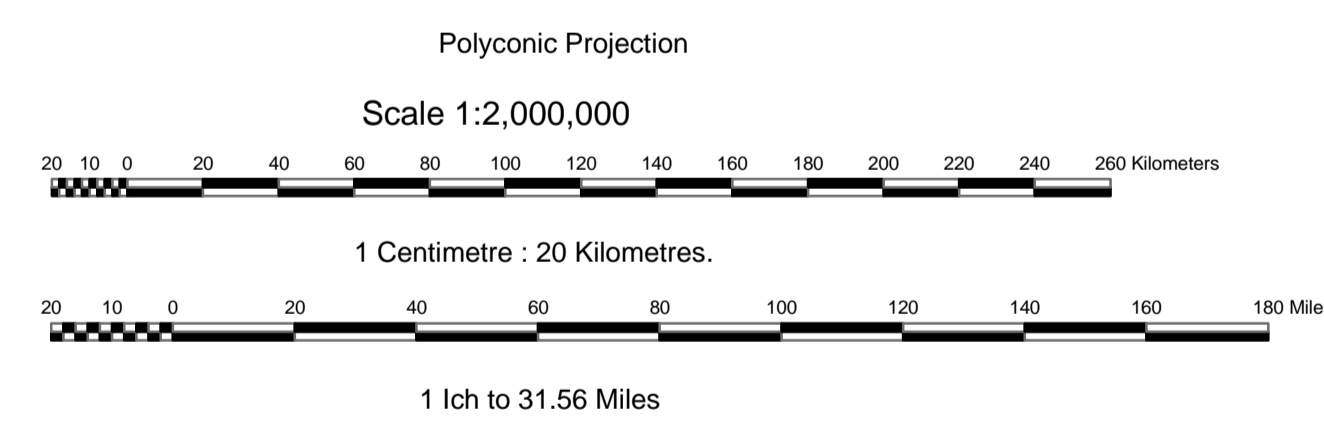 Polyconic Projection
Scale 1:2,000,000
20 10 0 20 40 60 80 100 120 140 160 180 200 220 240 260 Kilometers
1 Centimetre : 20 Kilometres.
20 10 0 20 40 60 80 100 120 140 160 180 Mile
1 Ich to 31.56 Miles